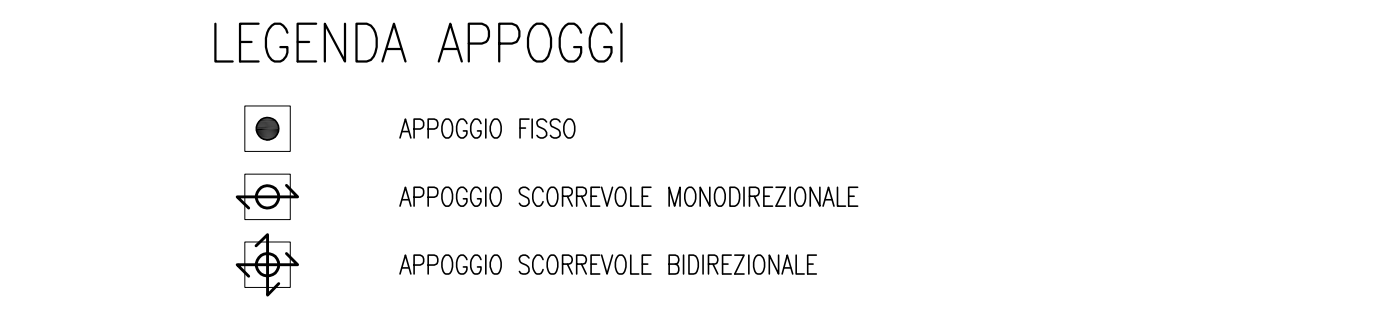 LEGENDA APPOGGI
APPOGGIO FISSO
APPOGGIO SCORREVOLE MONODIREZIONALE
APPOGGIO SCORREVOLE BIDIREZIONALE